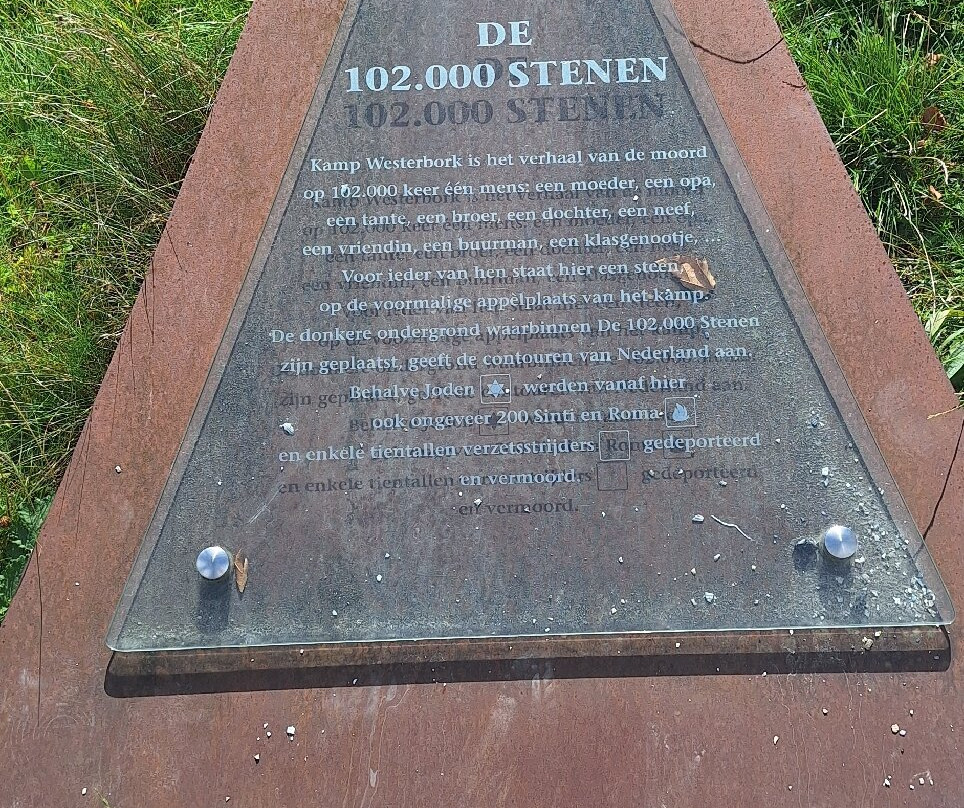 DE
102.000 STENEN
Kamp Westerbork is het verhaal van de moord
op 102.000 keer één mens: een moeder, een opa,
een tante, een broer, een dochter, een neef,
een vriendin, een buurman, een klasgenootje, ...
Voor ieder van hen staat hier een steen
op de voormalige appèlplaats van het kamp.
De donkere ondergrond waarbinnen De 102.000 Stenen
zijn geplaatst, geeft de contouren van Nederland aan.
Behalve Joden werden vanaf hier
ook ongeveer 200 Sinti en Roma
en enkele tientallen verzetsstrijders gedeporteerd
en vermoord.